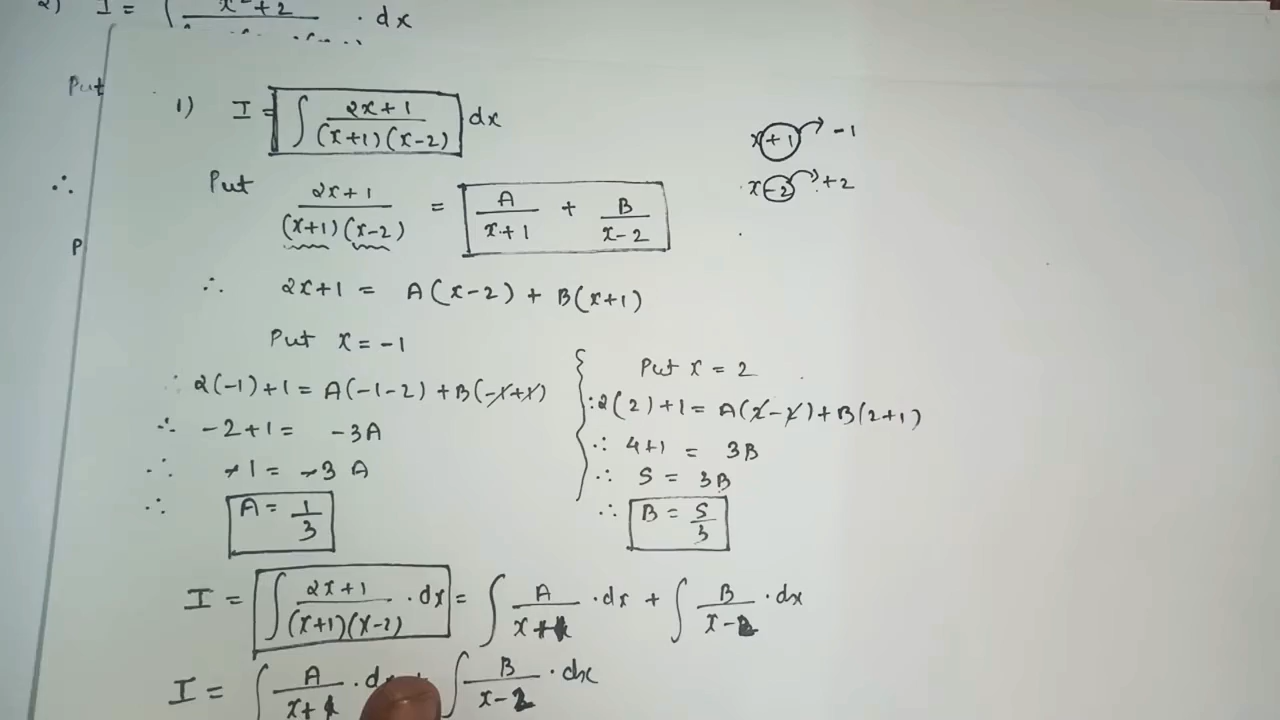 2) I = ∫ x²+2 / · dx
Put
1) I = ∫ 2x+1 / (x+1)(x-2) dx
x+1 → -1
x-2 → +2
∴
Put 2x+1 / (x+1)(x-2) = A / x+1 + B / x-2
P
∴ 2x+1 = A(x-2) + B(x+1)
Put x = -1
∴ 2(-1)+1 = A(-1-2) + B(-1+1)
∴ -2+1 = -3A
∴ -1 = -3 A
∴ A = 1/3
Put x = 2
∴ 2(2)+1 = A(2-2) + B(2+1)
∴ 4+1 = 3B
∴ 5 = 3B
∴ B = 5/3
I = ∫ 2x+1 / (x+1)(x-2) · dx = ∫ A / x+1 · dx + ∫ B / x-2 · dx
I = ∫ A / x+1 · dx + ∫ B / x-2 · dx